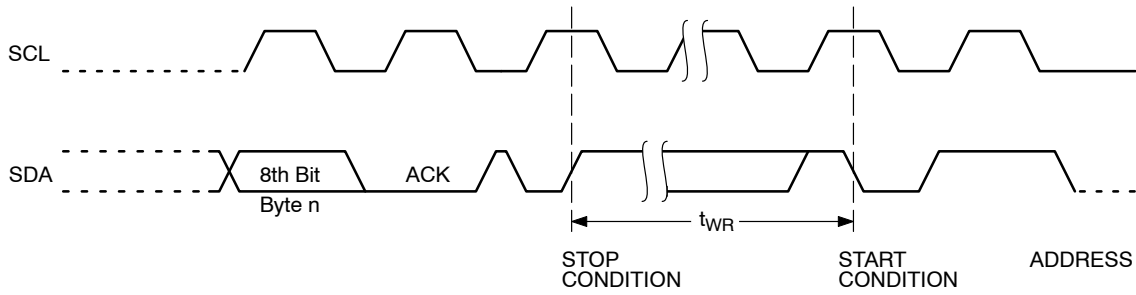 SCL
SDA
8th Bit
Byte n
ACK
tWR
STOP
CONDITION
START
CONDITION
ADDRESS